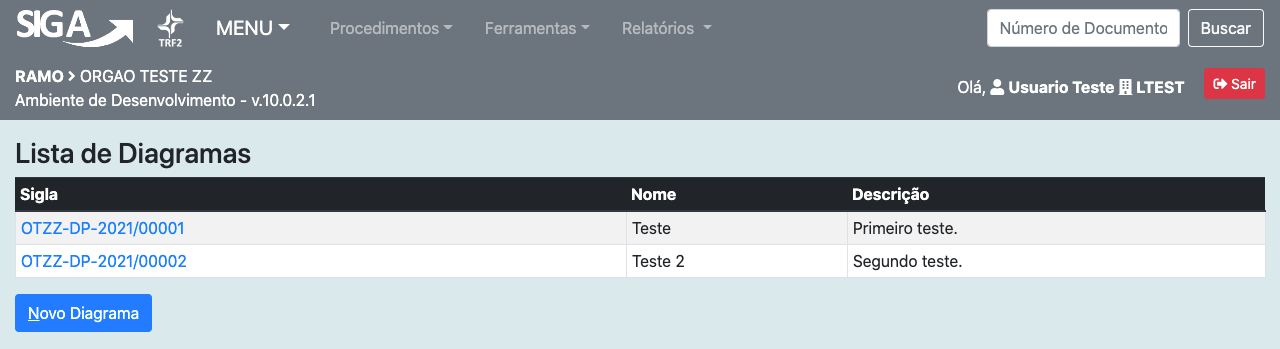 SIGA TRF2 MENU Procedimentos Ferramentas Relatórios Número de Documento Buscar
RAMO > ORGAO TESTE ZZ
Ambiente de Desenvolvimento - v.10.0.2.1
Olá, Usuario Teste LTEST Sair
Lista de Diagramas
Sigla Nome Descrição
OTZZ-DP-2021/00001 Teste Primeiro teste.
OTZZ-DP-2021/00002 Teste 2 Segundo teste.
Novo Diagrama